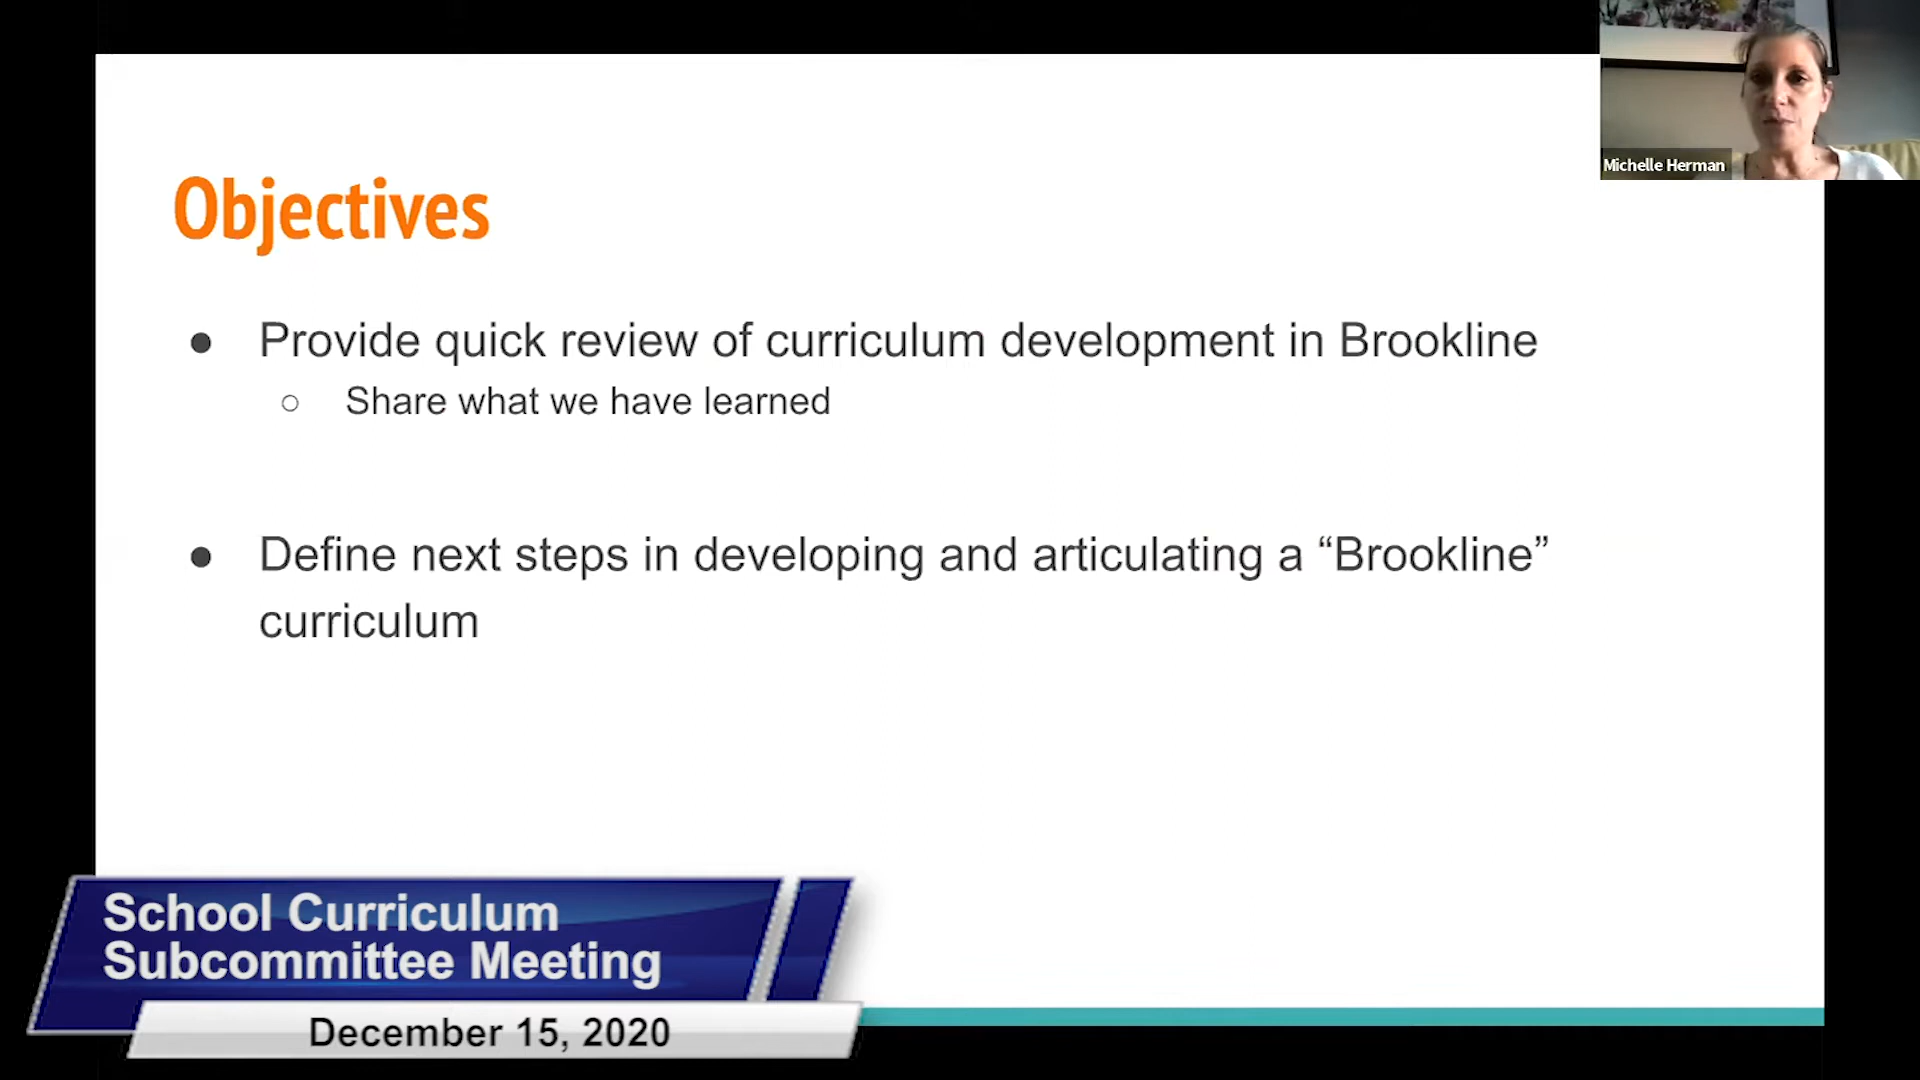 Michelle Herman
Objectives
● Provide quick review of curriculum development in Brookline
○ Share what we have learned
● Define next steps in developing and articulating a “Brookline”
curriculum
School Curriculum
Subcommittee Meeting
December 15, 2020